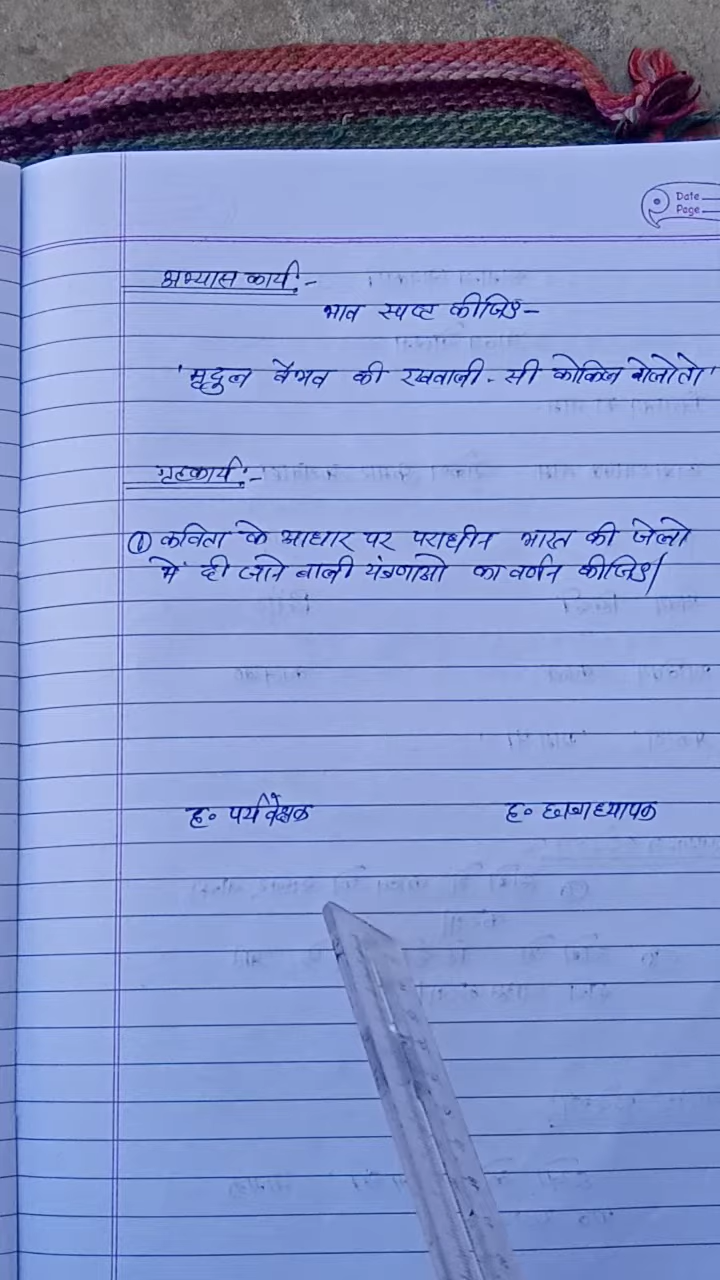 Date
Page
अभ्यास कार्य:-
भाव स्पष्ट कीजिए-
'मृदुल वैभव की रखवाली-सी कोकिल बोलोतो'
गृहकार्य:-
① कविता के आधार पर पराधीन भारत की जेलो
में दी जाने वाली यंत्रणाओ का वर्णन कीजिए।
ह० पर्यवेक्षक ह० छात्राध्यापक